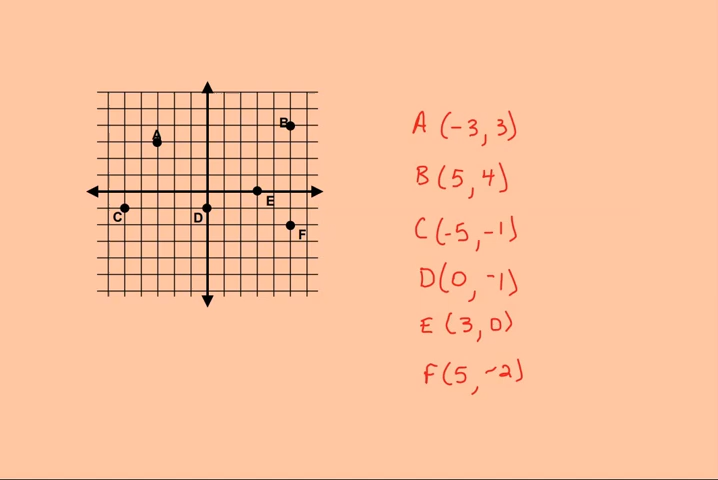 A
B
C
D
E
F
A (-3, 3)
B (5, 4)
C (-5, -1)
D (0, -1)
E (3, 0)
F (5, -2)